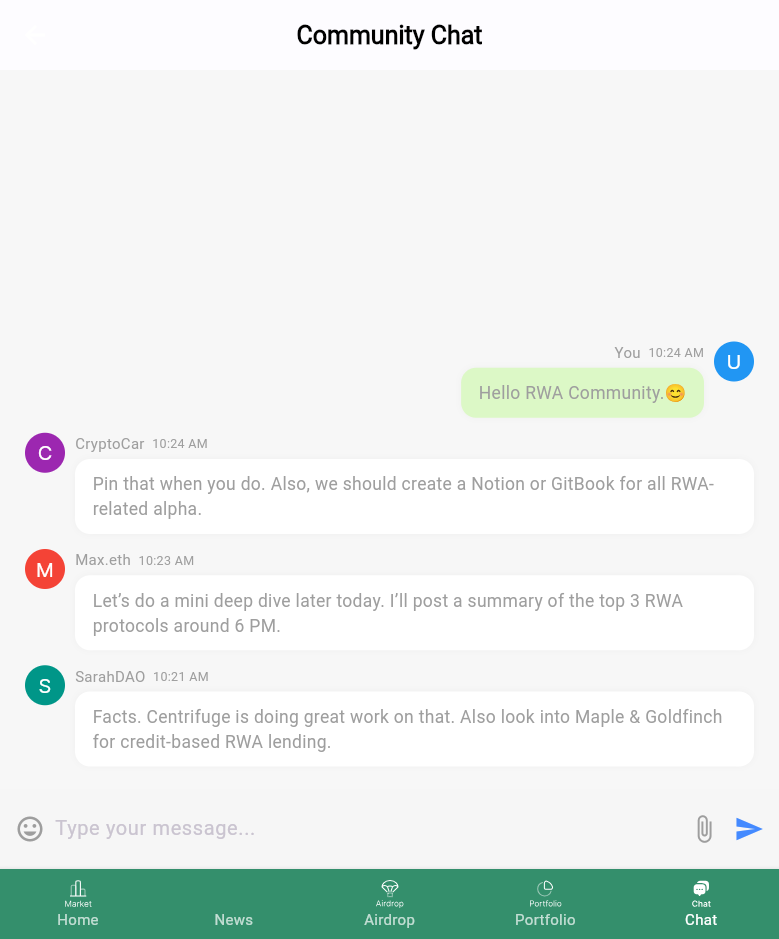 Community Chat
You 10:24 AM
U
Hello RWA Community.😊
C
CryptoCar 10:24 AM
Pin that when you do. Also, we should create a Notion or GitBook for all RWA-
related alpha.
M
Max.eth 10:23 AM
Let’s do a mini deep dive later today. I’ll post a summary of the top 3 RWA
protocols around 6 PM.
S
SarahDAO 10:21 AM
Facts. Centrifuge is doing great work on that. Also look into Maple & Goldfinch
for credit-based RWA lending.
Type your message...
Market Airdrop Portfolio Chat
Home News Airdrop Portfolio Chat